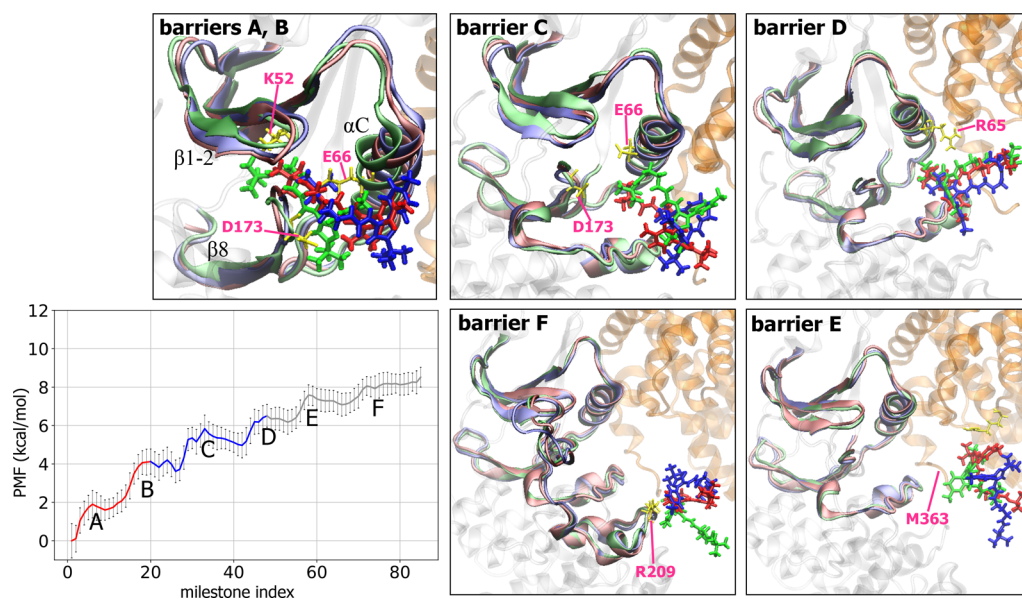 barriers A, B
K52
αC
β1-2
E66
D173
β8
barrier C
E66
D173
barrier D
R65
12
10
8
6
4
2
0
PMF (kcal/mol)
A
B
C
D
E
F
0
20
40
60
80
milestone index
barrier F
R209
barrier E
M363